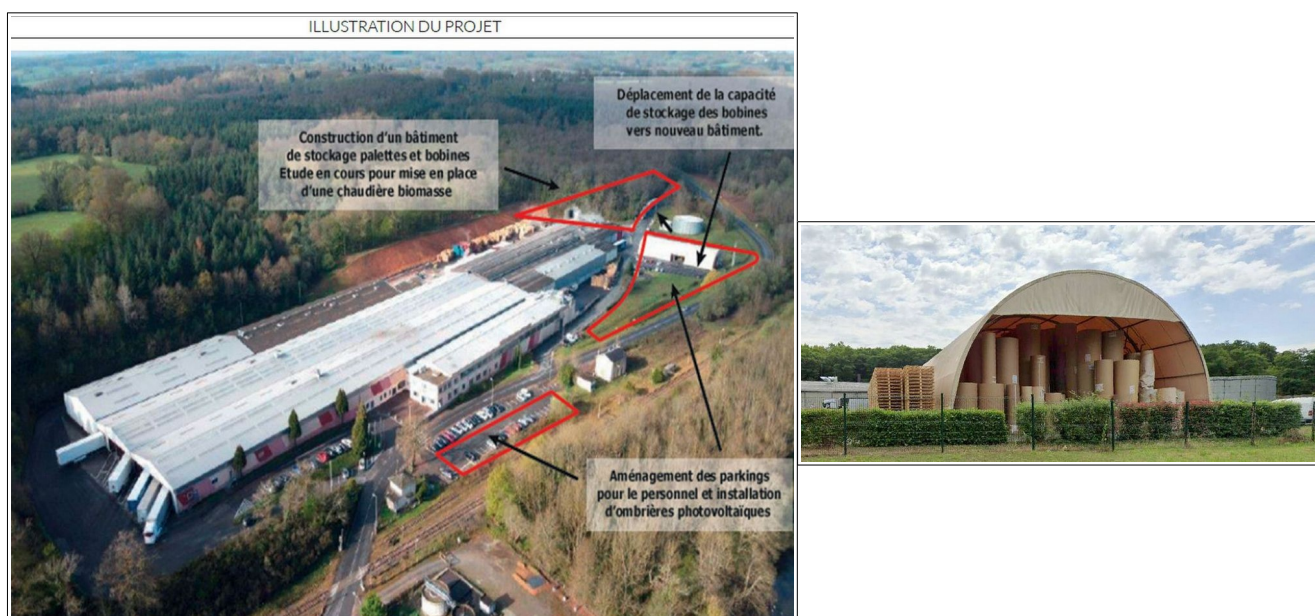 ILLUSTRATION DU PROJET
Déplacement de la capacité
de stockage des bobines
vers nouveau bâtiment.
Construction d'un bâtiment
de stockage palettes et bobines
Etude en cours pour mise en place
d'une chaudière biomasse
Aménagement des parkings
pour le personnel et installation
d'ombrières photovoltaïques